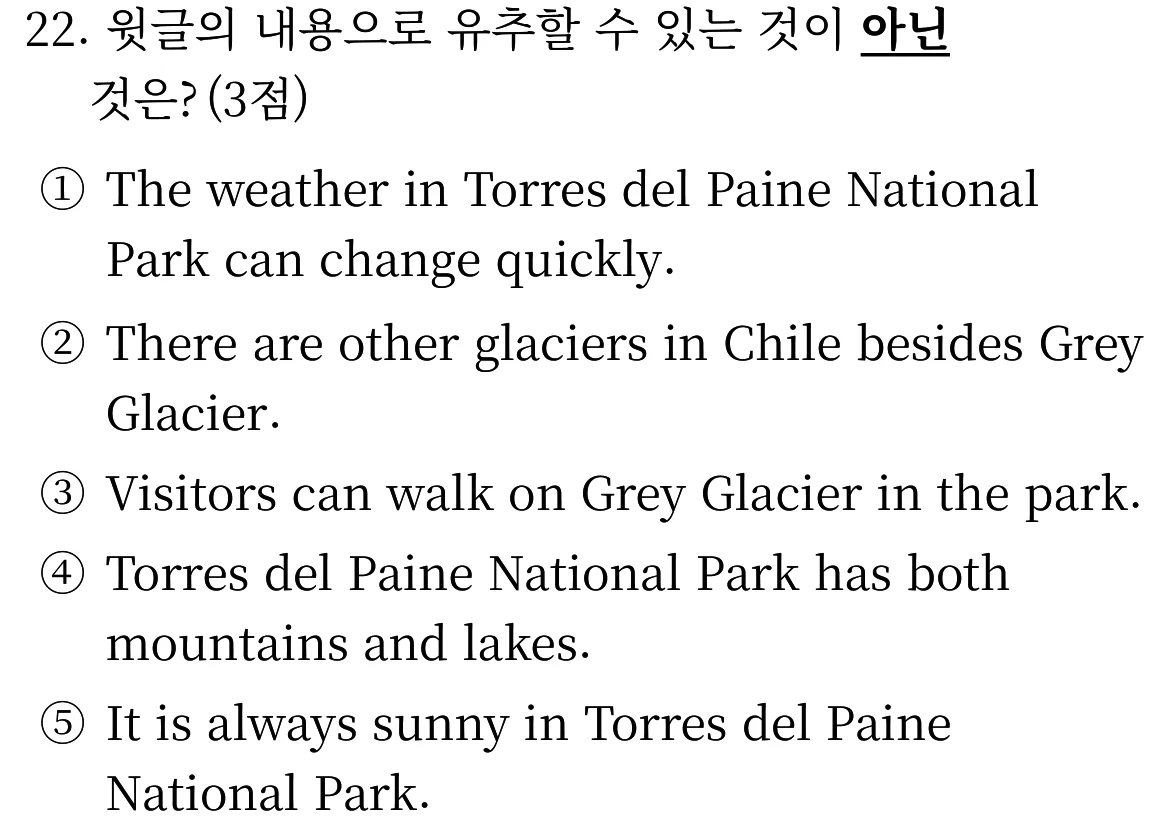 22. 윗글의 내용으로 유추할 수 있는 것이 아닌
것은? (3점)
① The weather in Torres del Paine National
Park can change quickly.
② There are other glaciers in Chile besides Grey
Glacier.
③ Visitors can walk on Grey Glacier in the park.
④ Torres del Paine National Park has both
mountains and lakes.
⑤ It is always sunny in Torres del Paine
National Park.